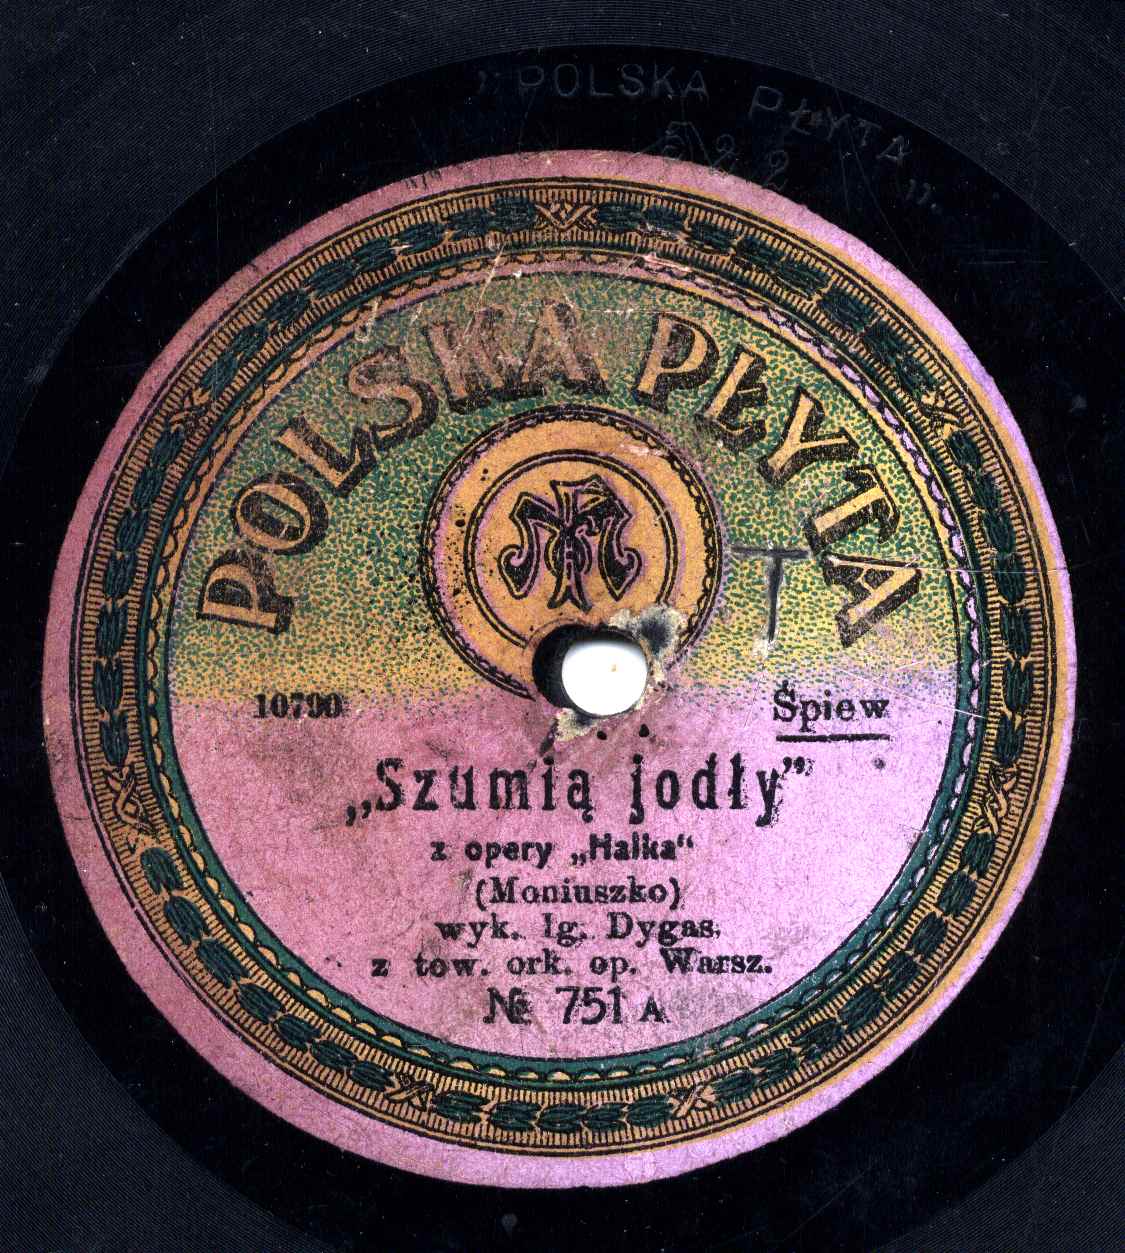 „POLSKA PŁYTA".
522
POLSKA PŁYTA
T
10790 Śpiew
„Szumią jodły”
z opery „Halka“
(Moniuszko)
wyk. Ig. Dygas.
z tow. ork. op. Warsz.
№ 751 A